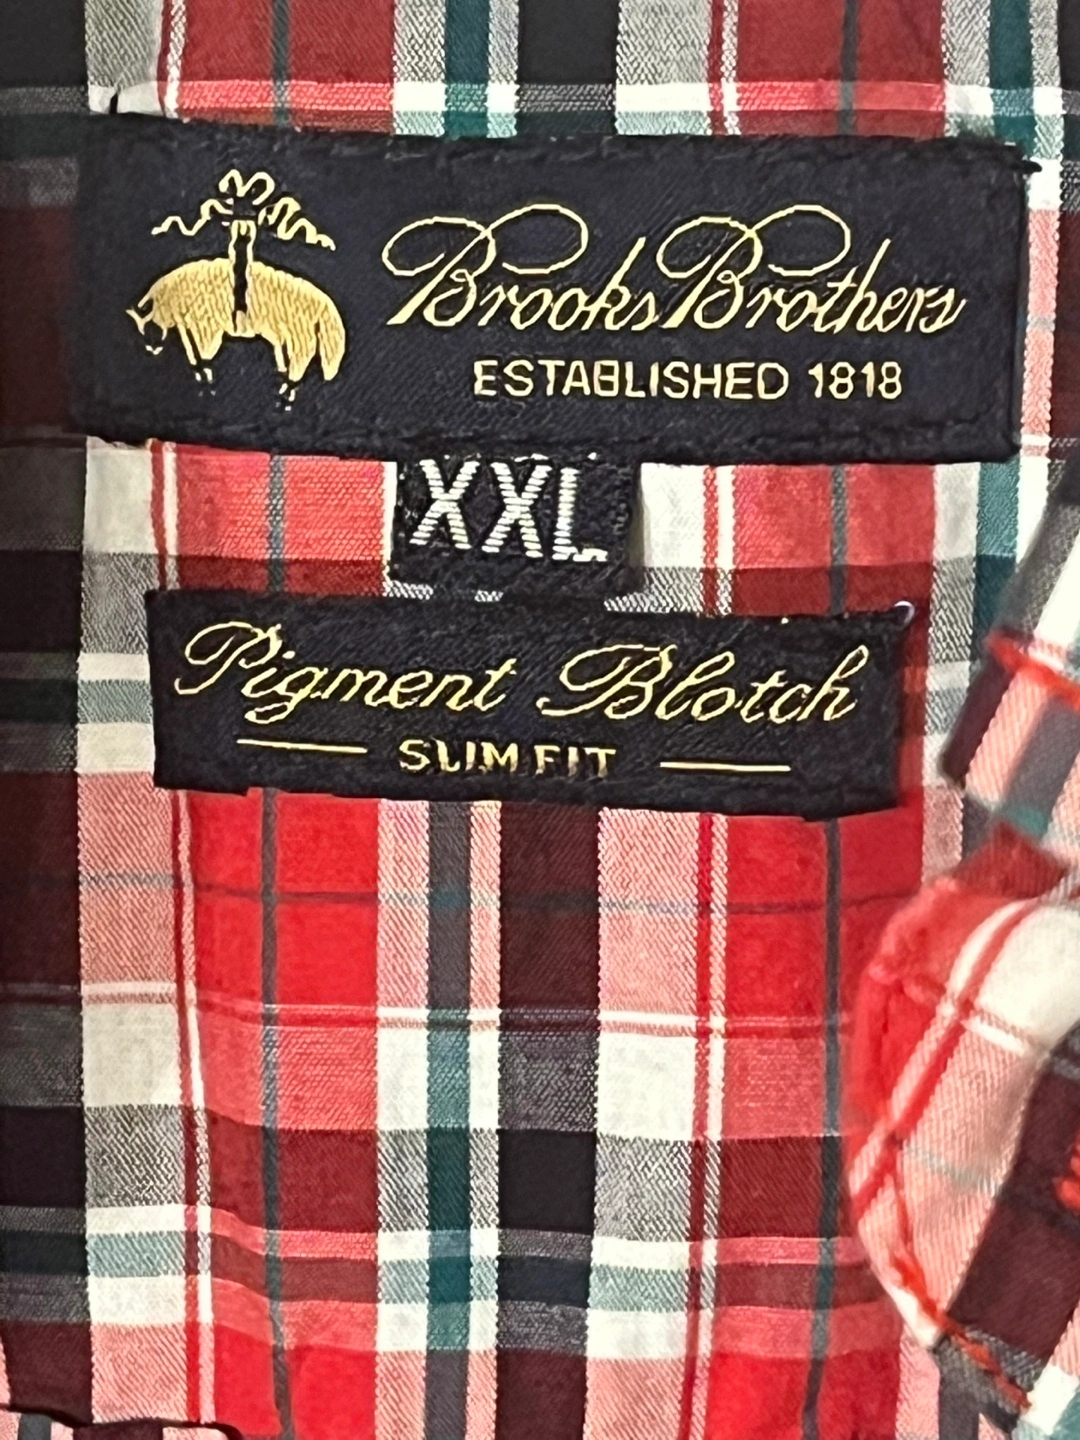 Brooks Brothers
ESTABLISHED 1818
XXL
Pigment Blotch
SLIM FIT